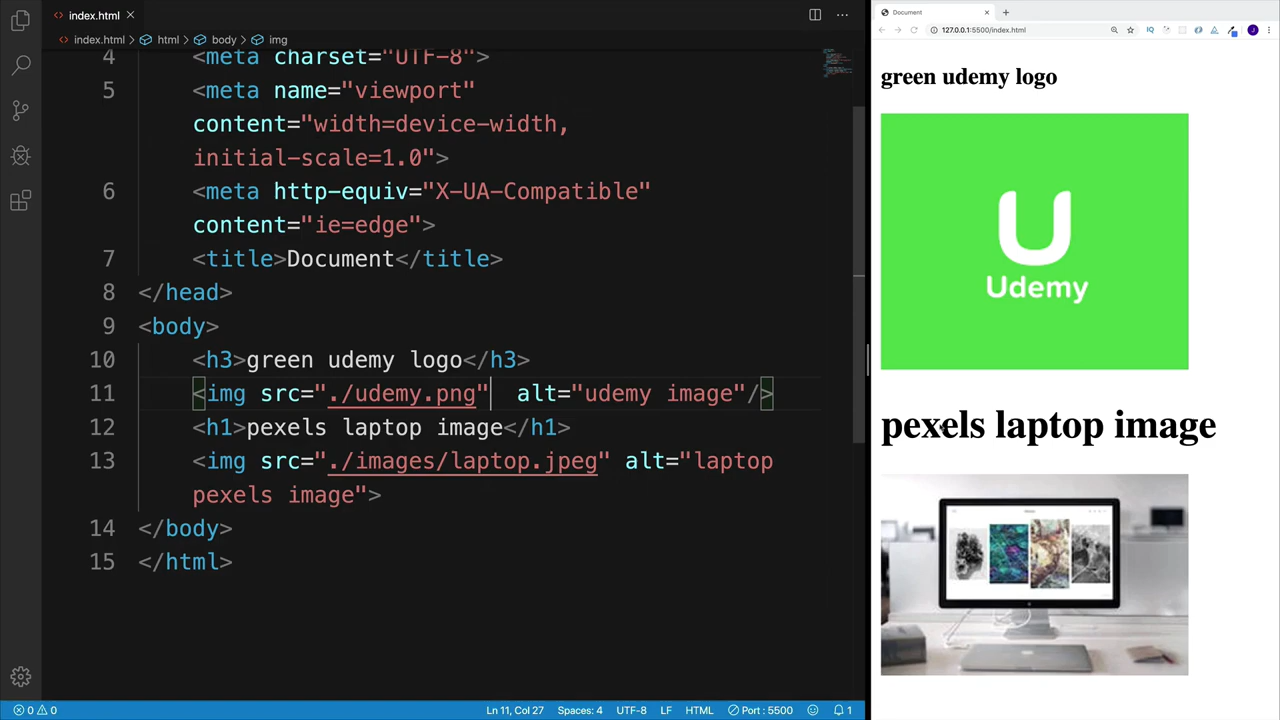 index.html
index.html
html
body
img
4 <meta charset="UTF-8">
5 <meta name="viewport"
content="width=device-width,
initial-scale=1.0">
6 <meta http-equiv="X-UA-Compatible"
content="ie=edge">
7 <title>Document</title>
8 </head>
9 <body>
10 <h3>green udemy logo</h3>
11 <img src="./udemy.png"  alt="udemy image"/>
12 <h1>pexels laptop image</h1>
13 <img src="./images/laptop.jpeg" alt="laptop
pexels image">
14 </body>
15 </html>
0 0
Ln 11, Col 27
Spaces: 4
UTF-8
LF
HTML
Port : 5500
1
Document
127.0.0.1:5500/index.html
IQ
J
green udemy logo
U
Udemy
pexels laptop image